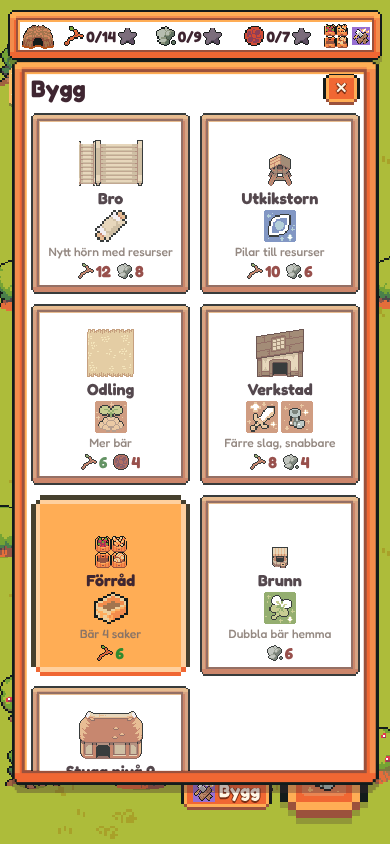 0/14 0/9 0/7
Bygg
Bro
Nytt hörn med resurser
12 8
Utkikstorn
Pilar till resurser
10 6
Odling
Mer bär
6 4
Verkstad
Färre slag, snabbare
8 4
Förråd
Bär 4 saker
6
Brunn
Dubbla bär hemma
6
Bygg